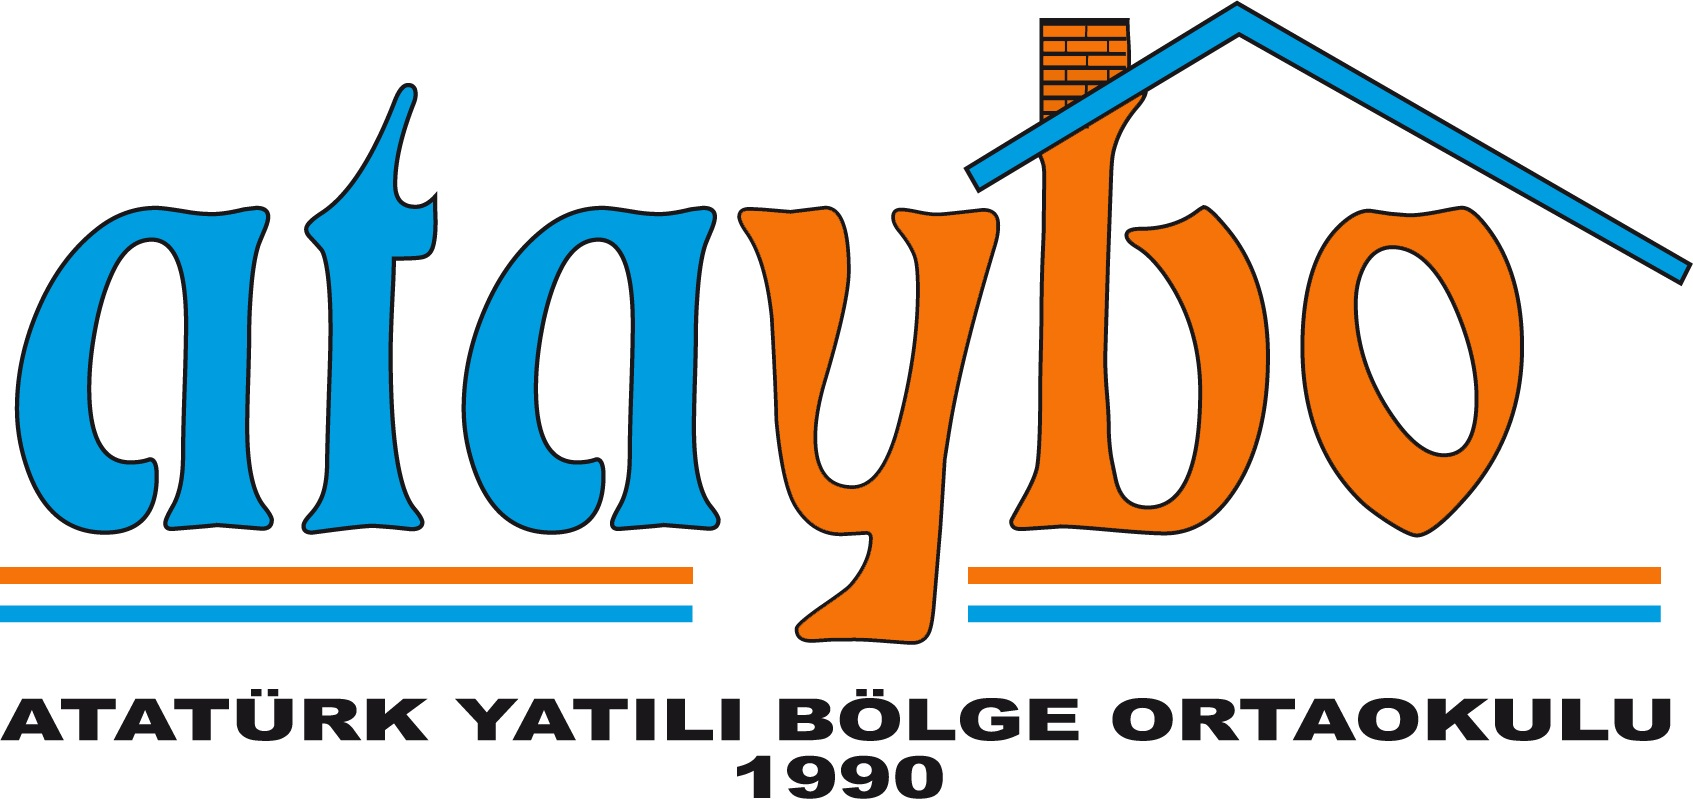 ataybo
ATATÜRK YATILI BÖLGE ORTAOKULU
1990